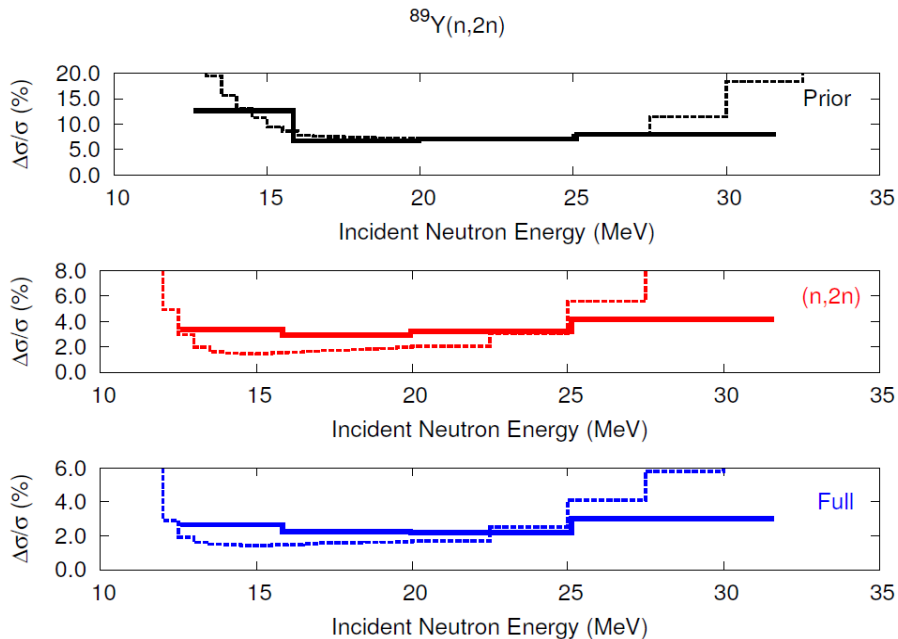 ⁸⁹Y(n,2n)
Δσ/σ (%)
20.0
15.0
10.0
5.0
0.0
Prior
10 15 20 25 30 35
Incident Neutron Energy (MeV)
Δσ/σ (%)
8.0
6.0
4.0
2.0
0.0
(n,2n)
10 15 20 25 30 35
Incident Neutron Energy (MeV)
Δσ/σ (%)
6.0
4.0
2.0
0.0
Full
10 15 20 25 30 35
Incident Neutron Energy (MeV)